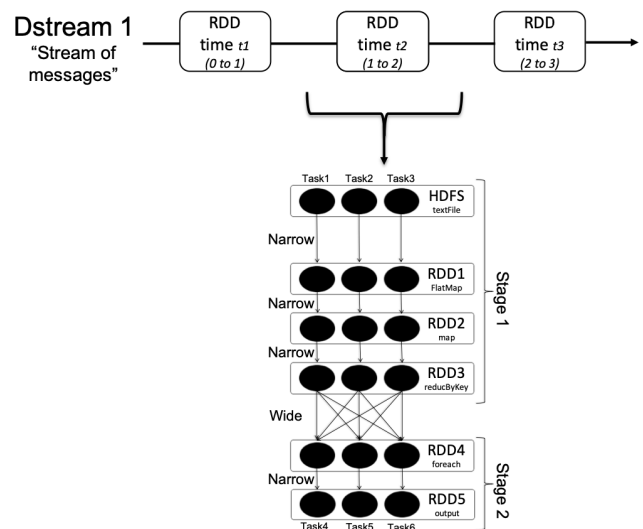 Dstream 1
“Stream of
messages”
RDD
time t1
(0 to 1)
RDD
time t2
(1 to 2)
RDD
time t3
(2 to 3)
Task1 Task2 Task3
HDFS
textFile
Narrow
RDD1
FlatMap
Narrow
RDD2
map
Narrow
RDD3
reducByKey
Stage 1
Wide
RDD4
foreach
Narrow
RDD5
output
Stage 2
Task4 Task5 Task6